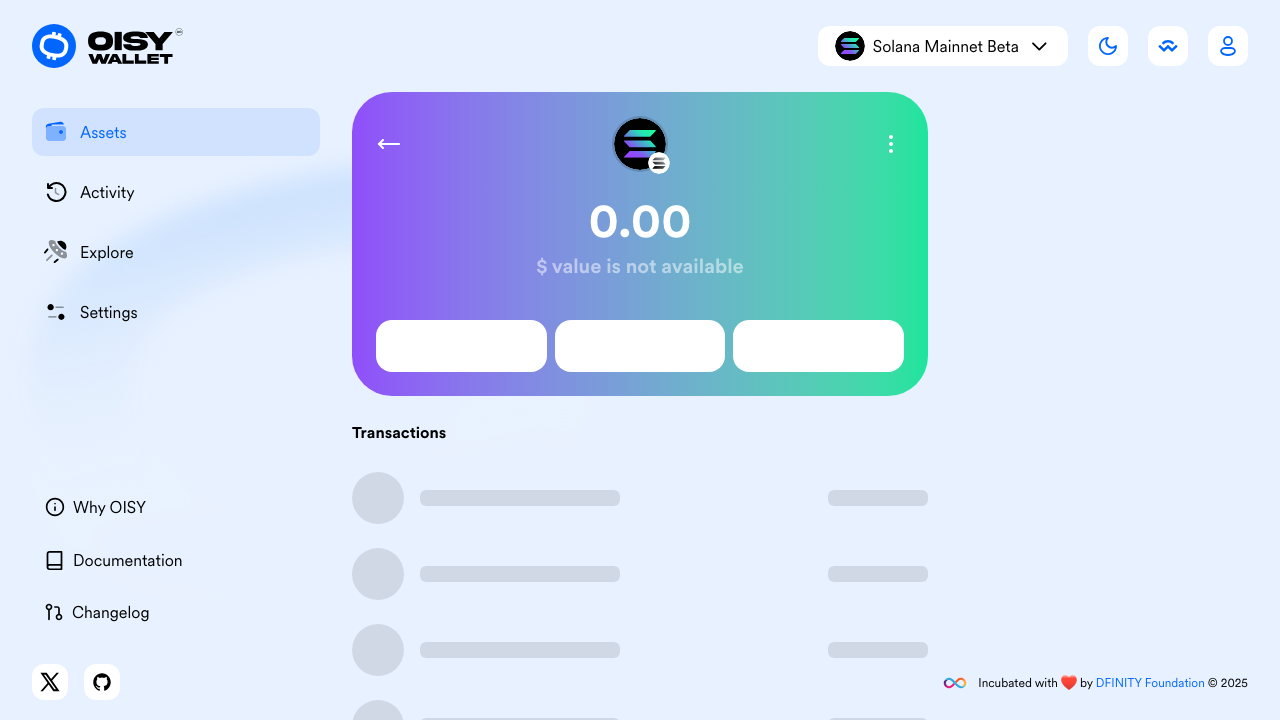 OISY
WALLET
Solana Mainnet Beta
Assets
Activity
Explore
Settings
0.00
$ value is not available
Transactions
Why OISY
Documentation
Changelog
Incubated with ❤️ by DFINITY Foundation © 2025